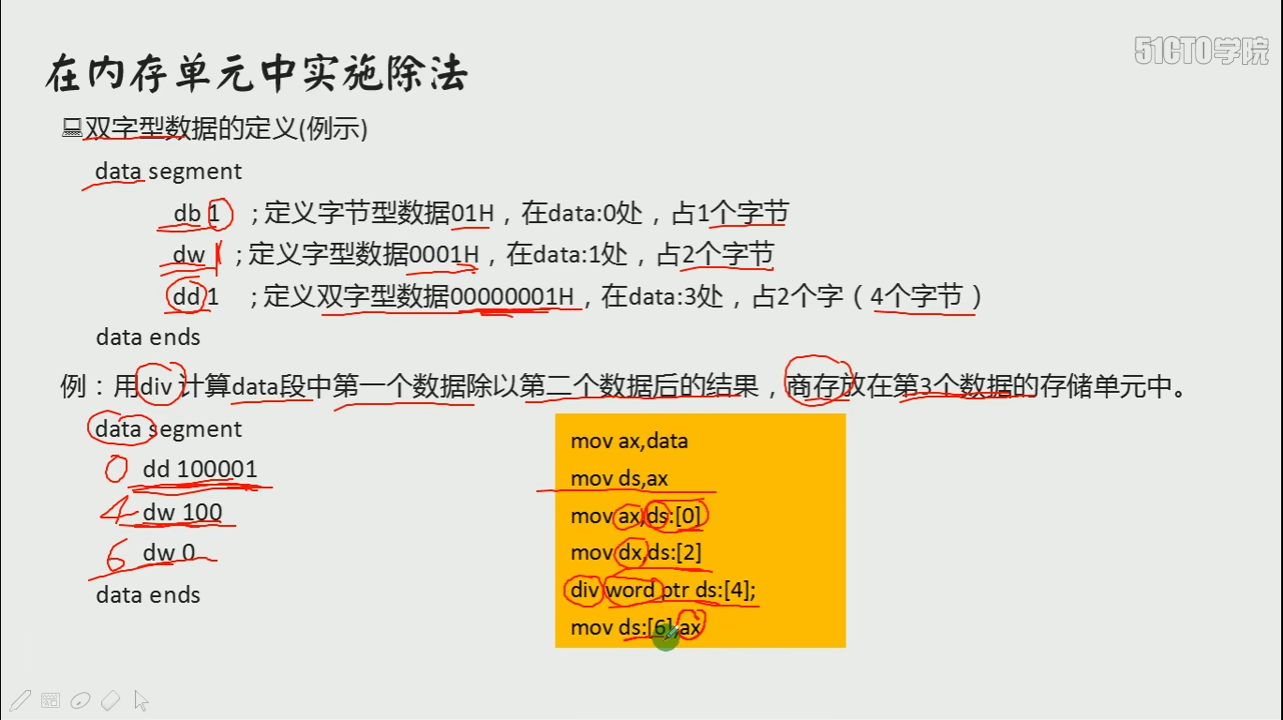 51CTO学院
在内存单元中实施除法
双字型数据的定义(例示)
data segment
db 1 ; 定义字节型数据01H，在data:0处，占1个字节
dw 1 ; 定义字型数据0001H，在data:1处，占2个字节
dd 1 ; 定义双字型数据00000001H，在data:3处，占2个字（4个字节）
data ends
例：用div 计算data段中第一个数据除以第二个数据后的结果，商存放在第3个数据的存储单元中。
data segment
0 dd 100001
4 dw 100
6 dw 0
data ends
mov ax,data
mov ds,ax
mov ax,ds:[0]
mov dx,ds:[2]
div word ptr ds:[4];
mov ds:[6],ax